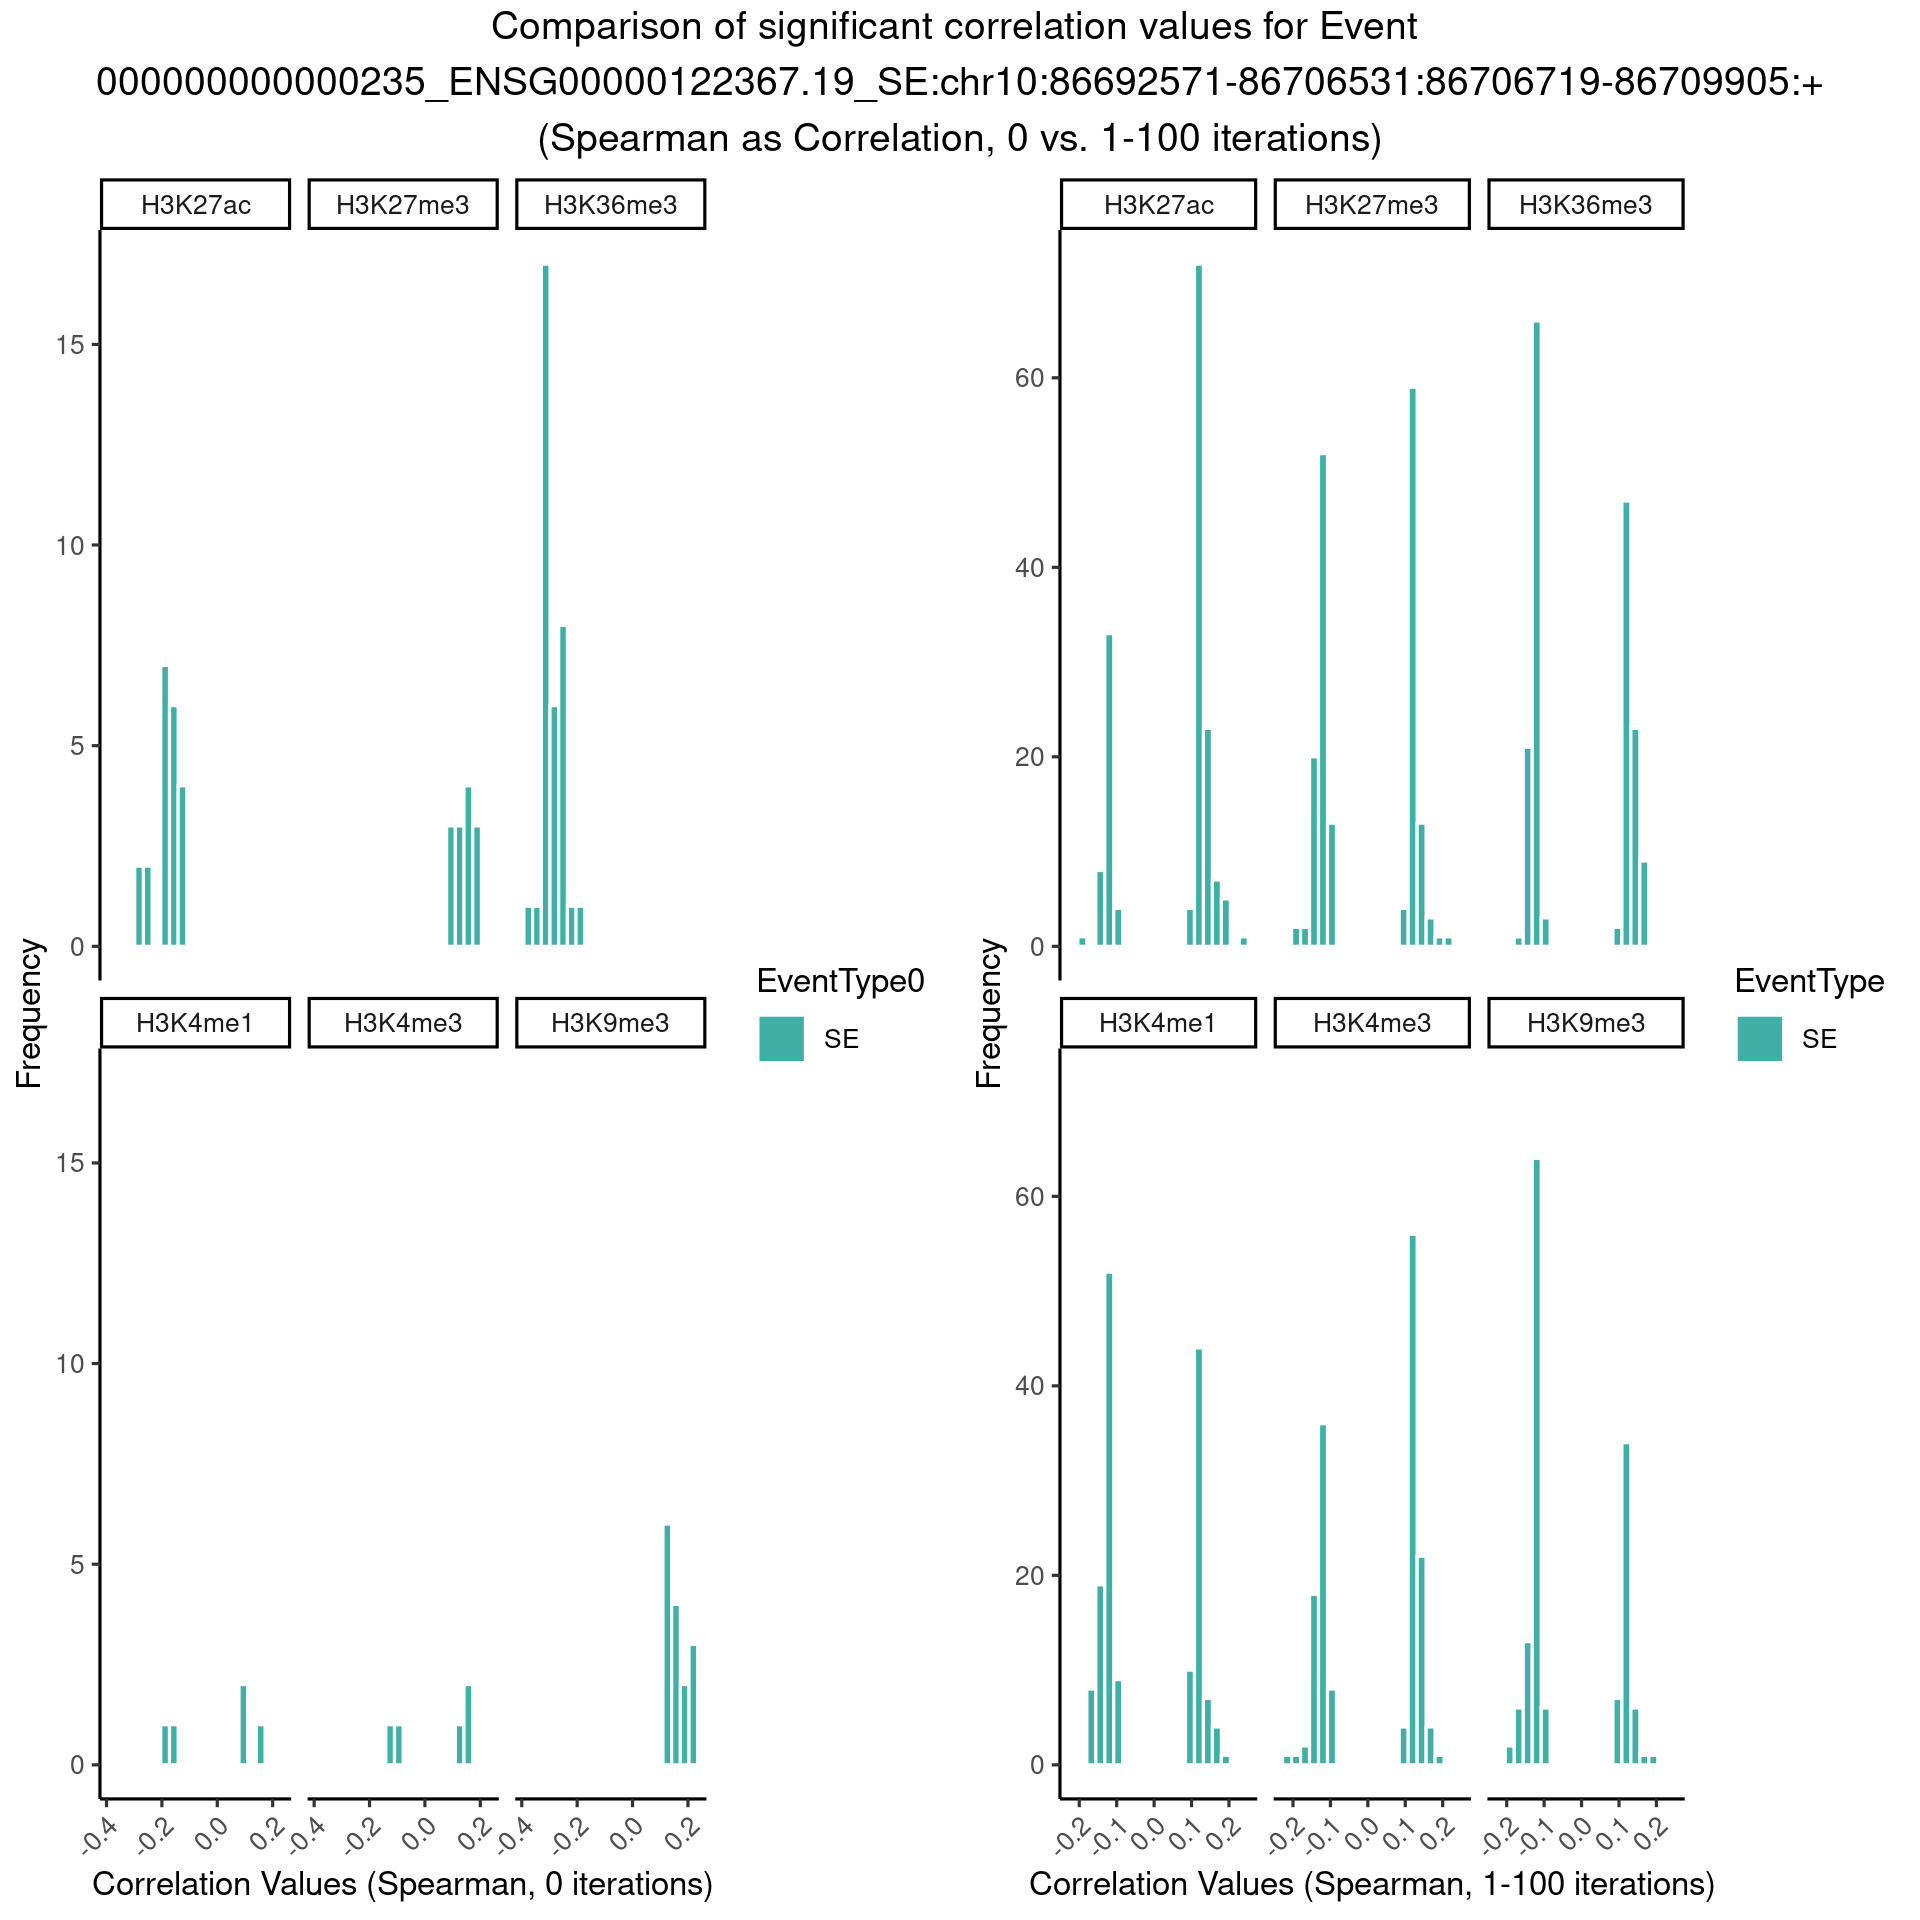 Comparison of significant correlation values for Event
000000000000235_ENSG00000122367.19_SE:chr10:86692571-86706531:86706719-86709905:+
(Spearman as Correlation, 0 vs. 1-100 iterations)
H3K27ac H3K27me3 H3K36me3
15
10
5
0
H3K4me1 H3K4me3 H3K9me3
15
10
5
0
-0.4 -0.2 0.0 0.2 -0.4 -0.2 0.0 0.2 -0.4 -0.2 0.0 0.2
Frequency
Correlation Values (Spearman, 0 iterations)
EventType0
SE
H3K27ac H3K27me3 H3K36me3
60
40
20
0
H3K4me1 H3K4me3 H3K9me3
60
40
20
0
-0.2 -0.1 0.0 0.1 0.2 -0.2 -0.1 0.0 0.1 0.2 -0.2 -0.1 0.0 0.1 0.2
Frequency
Correlation Values (Spearman, 1-100 iterations)
EventType
SE